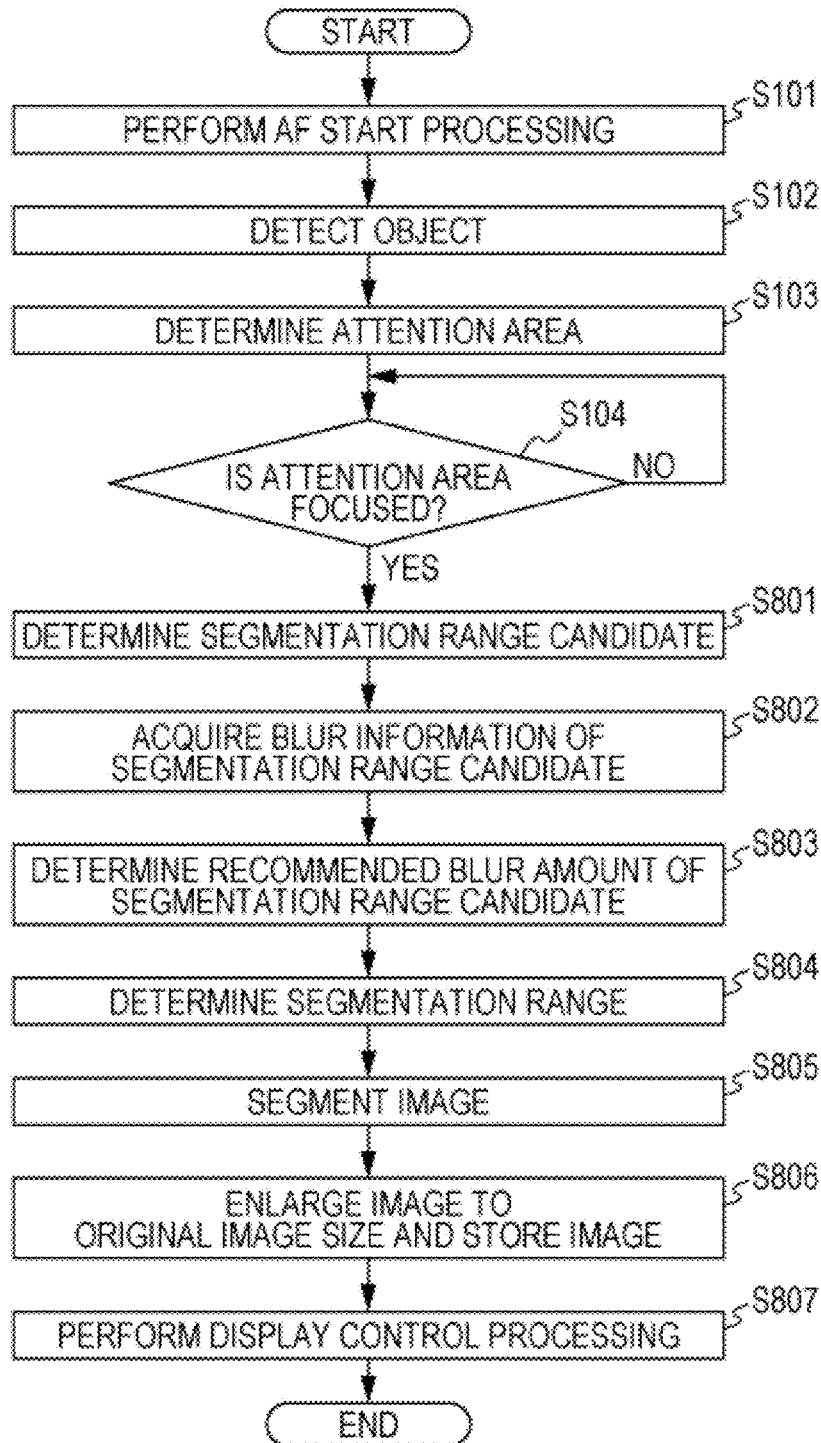 START
S101
PERFORM AF START PROCESSING
S102
DETECT OBJECT
S103
DETERMINE ATTENTION AREA
S104
IS ATTENTION AREA
FOCUSED?
NO
YES
S801
DETERMINE SEGMENTATION RANGE CANDIDATE
S802
ACQUIRE BLUR INFORMATION OF
SEGMENTATION RANGE CANDIDATE
S803
DETERMINE RECOMMENDED BLUR AMOUNT OF
SEGMENTATION RANGE CANDIDATE
S804
DETERMINE SEGMENTATION RANGE
S805
SEGMENT IMAGE
S806
ENLARGE IMAGE TO
ORIGINAL IMAGE SIZE AND STORE IMAGE
S807
PERFORM DISPLAY CONTROL PROCESSING
END